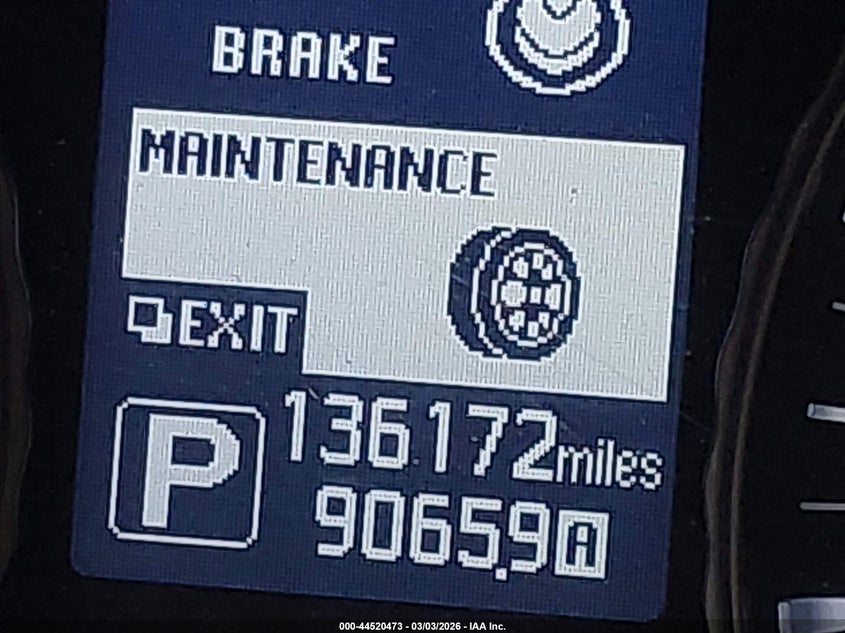 BRAKE
MAINTENANCE
EXIT
136172miles
P
9065.9A
000-44520473 - 03/03/2026 - IAA Inc.